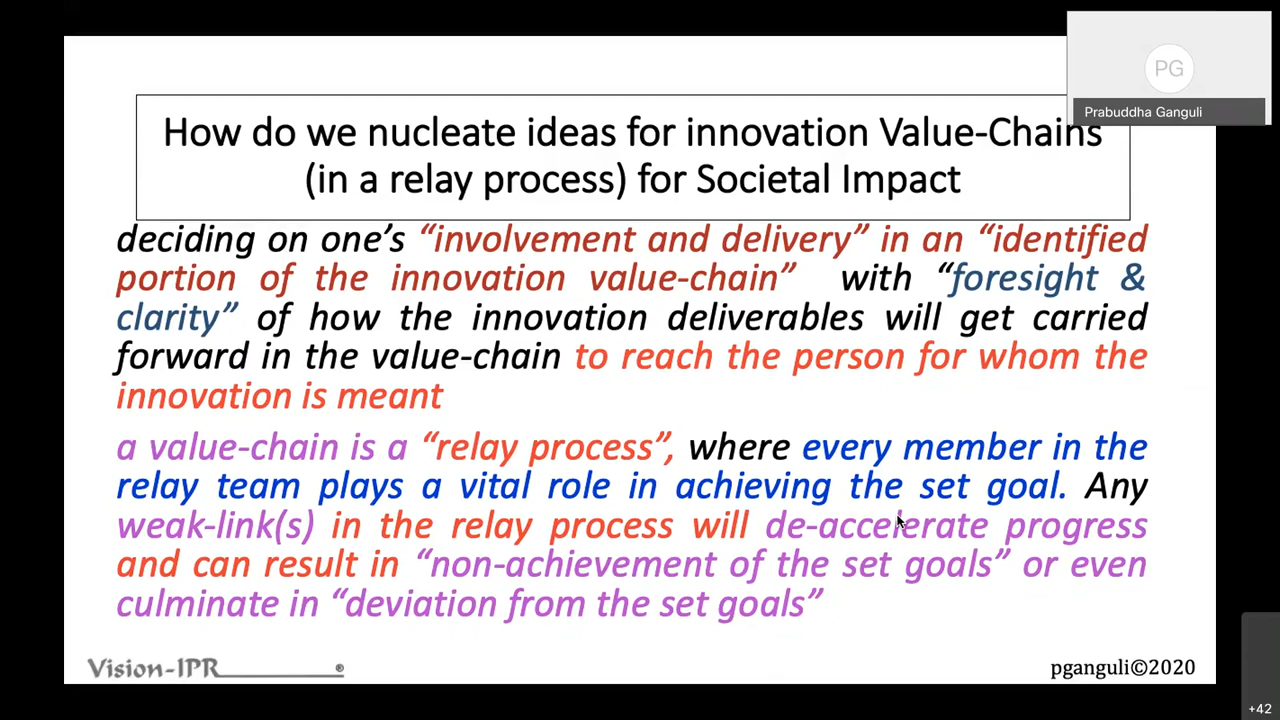 PG
Prabuddha Ganguli
How do we nucleate ideas for innovation Value-Chains
(in a relay process) for Societal Impact
deciding on one’s “involvement and delivery” in an “identified
portion of the innovation value-chain” with “foresight &
clarity” of how the innovation deliverables will get carried
forward in the value-chain to reach the person for whom the
innovation is meant
a value-chain is a “relay process”, where every member in the
relay team plays a vital role in achieving the set goal. Any
weak-link(s) in the relay process will de-accelerate progress
and can result in “non-achievement of the set goals” or even
culminate in “deviation from the set goals”
Vision-IPR ®
pganguli©2020
+42